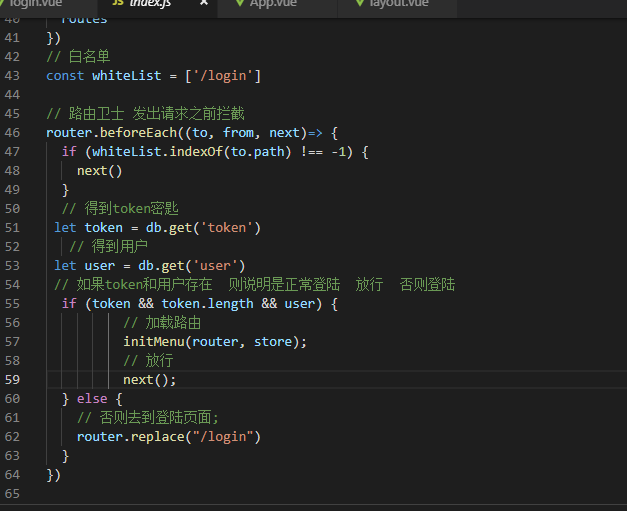 login.vue index.js App.vue layout.vue
40 routes
41 })
42 // 白名单
43 const whiteList = ['/login']
44
45 // 路由卫士 发出请求之前拦截
46 router.beforeEach((to, from, next)=> {
47 if (whiteList.indexOf(to.path) !== -1) {
48 next()
49 }
50 // 得到token密匙
51 let token = db.get('token')
52 // 得到用户
53 let user = db.get('user')
54 // 如果token和用户存在 则说明是正常登陆 放行 否则登陆
55 if (token && token.length && user) {
56 // 加载路由
57 initMenu(router, store);
58 // 放行
59 next();
60 } else {
61 // 否则去到登陆页面;
62 router.replace("/login")
63 }
64 })
65